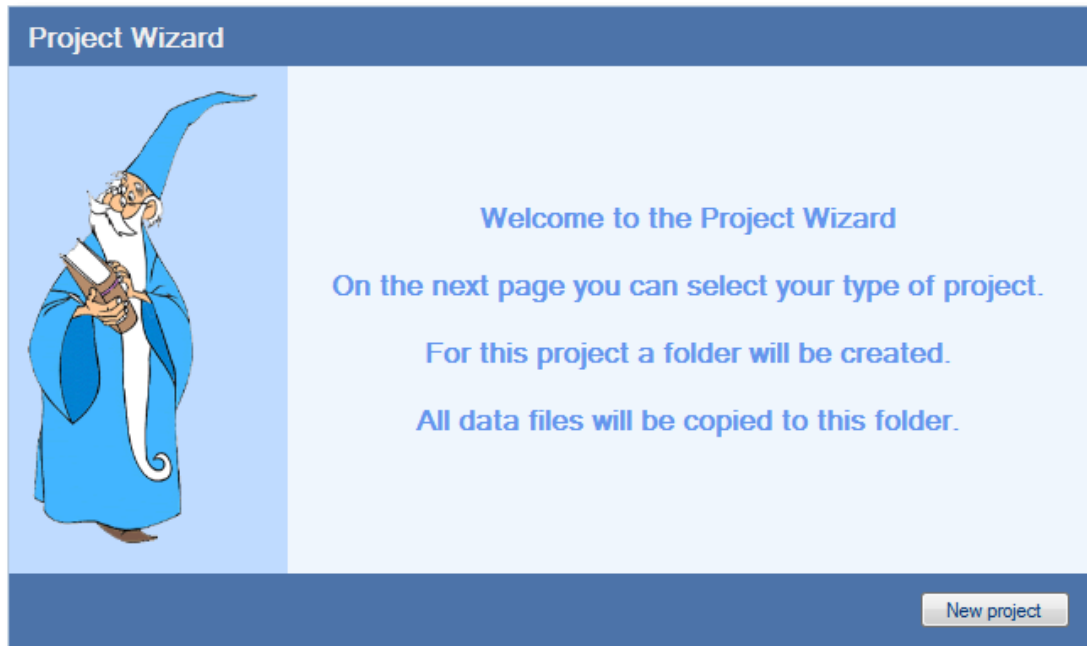 Project Wizard
Welcome to the Project Wizard
On the next page you can select your type of project.
For this project a folder will be created.
All data files will be copied to this folder.
New project